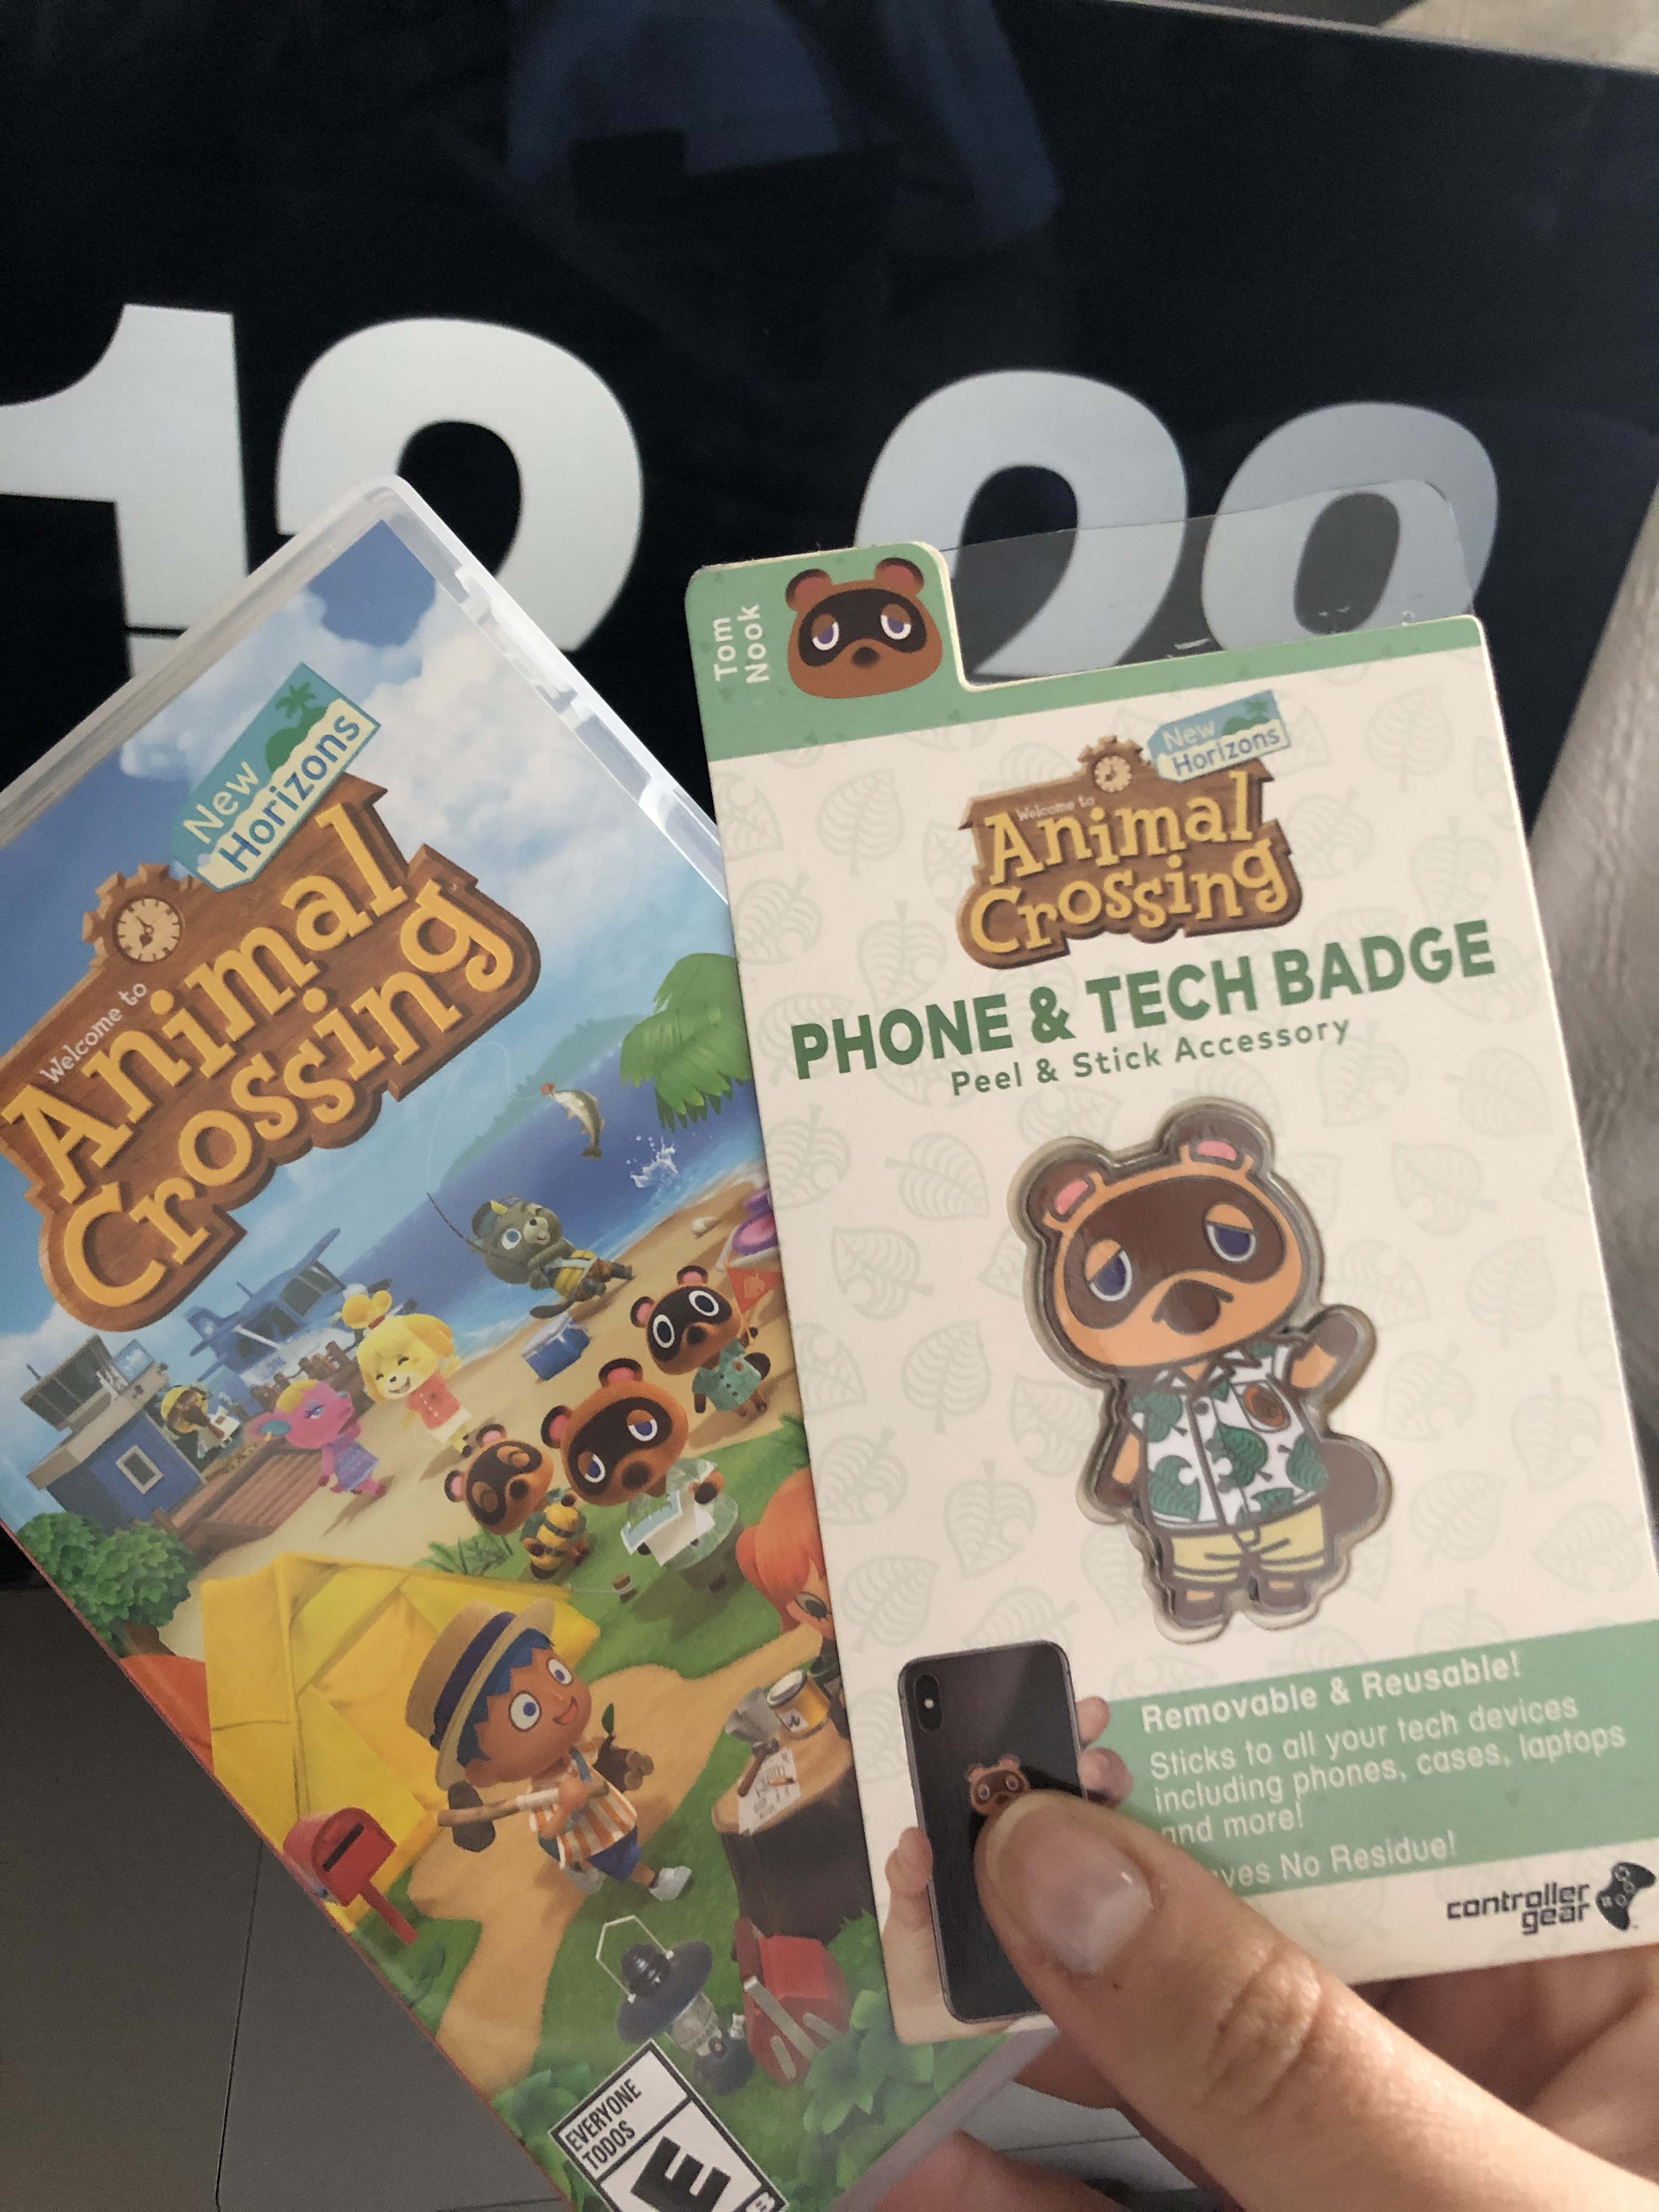 New
Horizons
Welcome to
Animal
Crossing
EVERYONE
TODOS
E
Tom
Nook
New
Horizons
Welcome to
Animal
Crossing
PHONE & TECH BADGE
Peel & Stick Accessory
Removable & Reusable!
Sticks to all your tech devices
including phones, cases, laptops
and more!
No Residue!
controller
gear